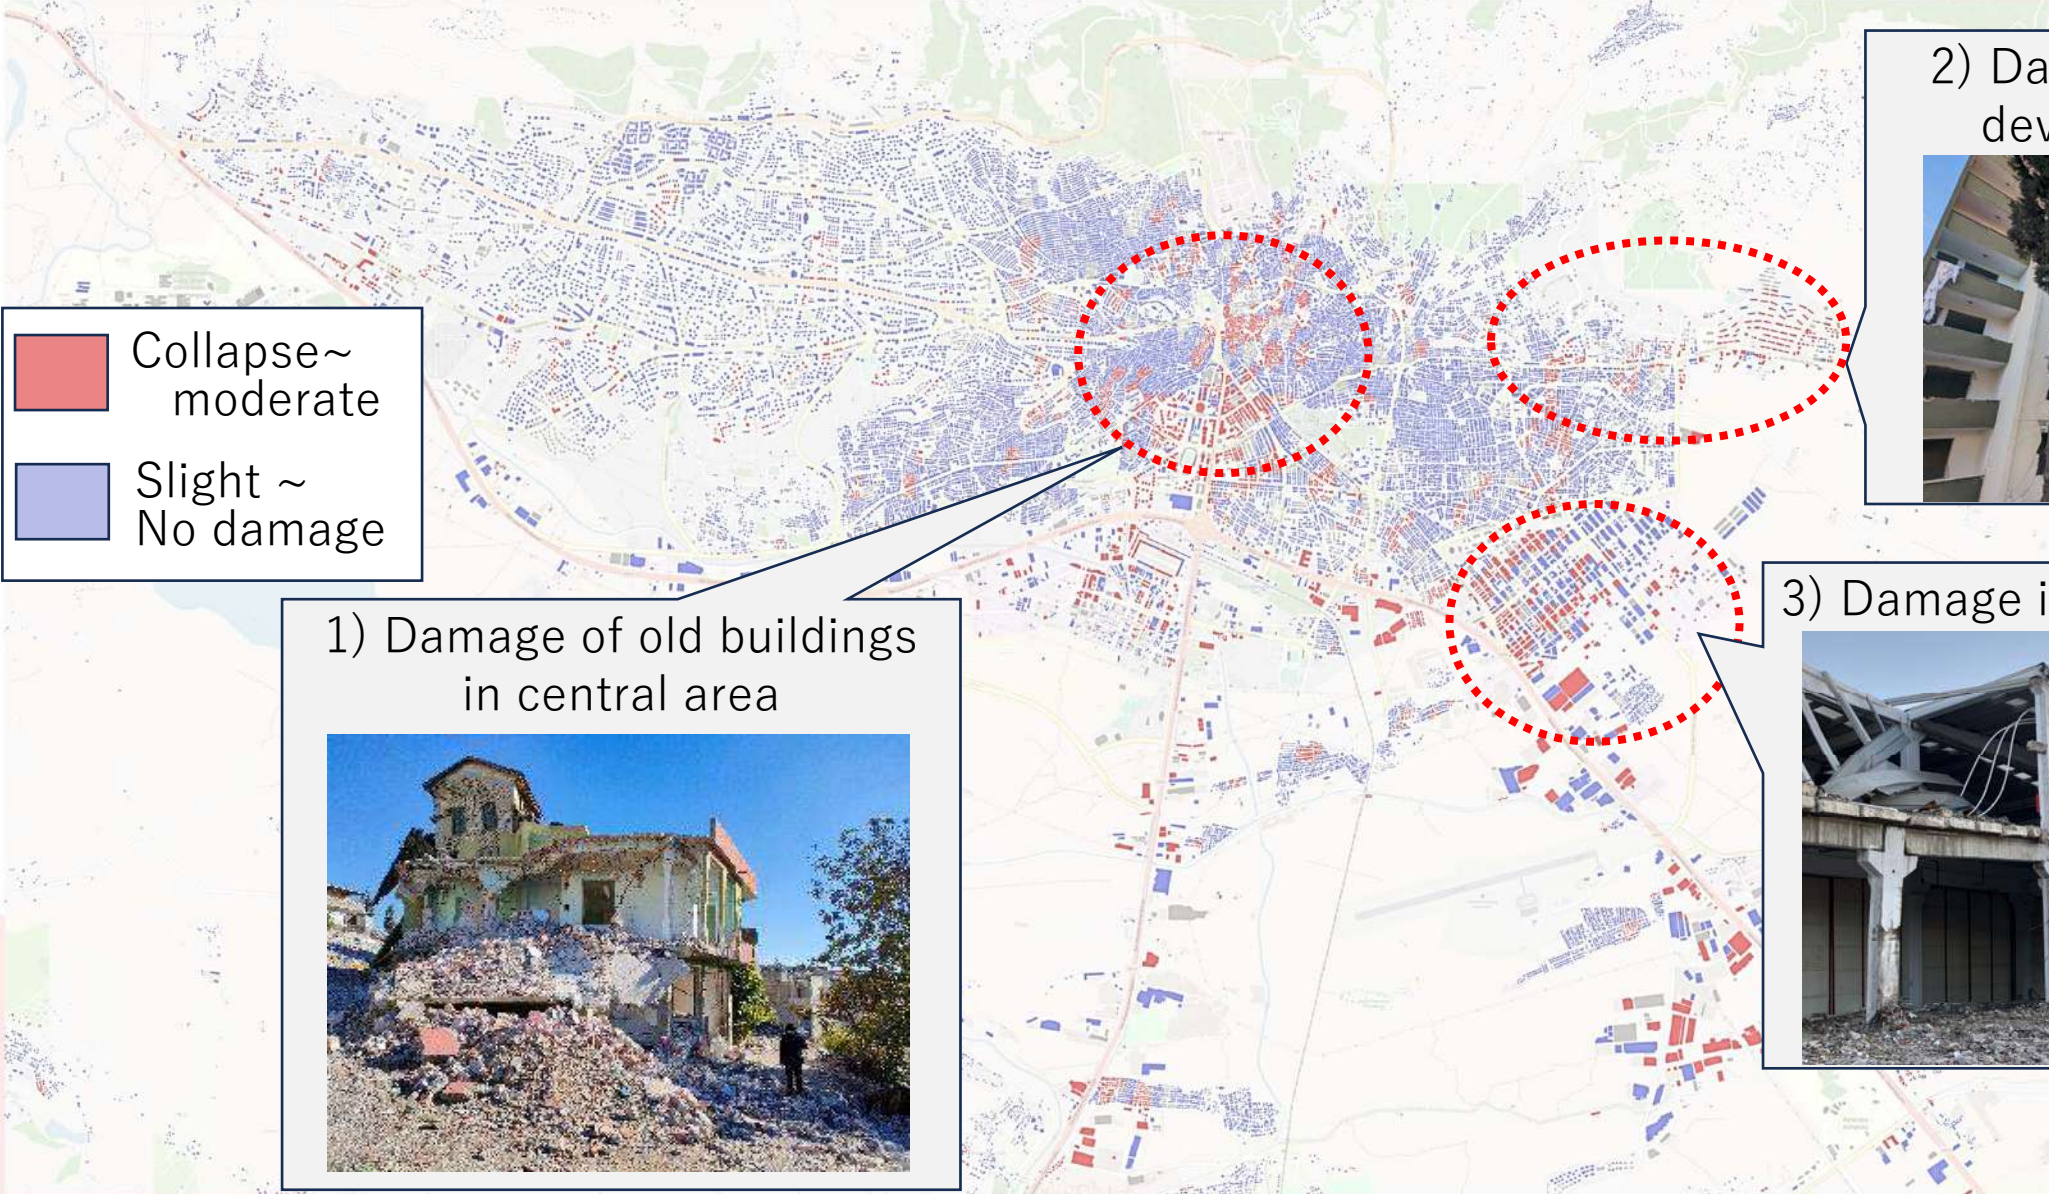 2) Da
dev
Collapse~
moderate
Slight ~
No damage
1) Damage of old buildings
in central area
3) Damage i